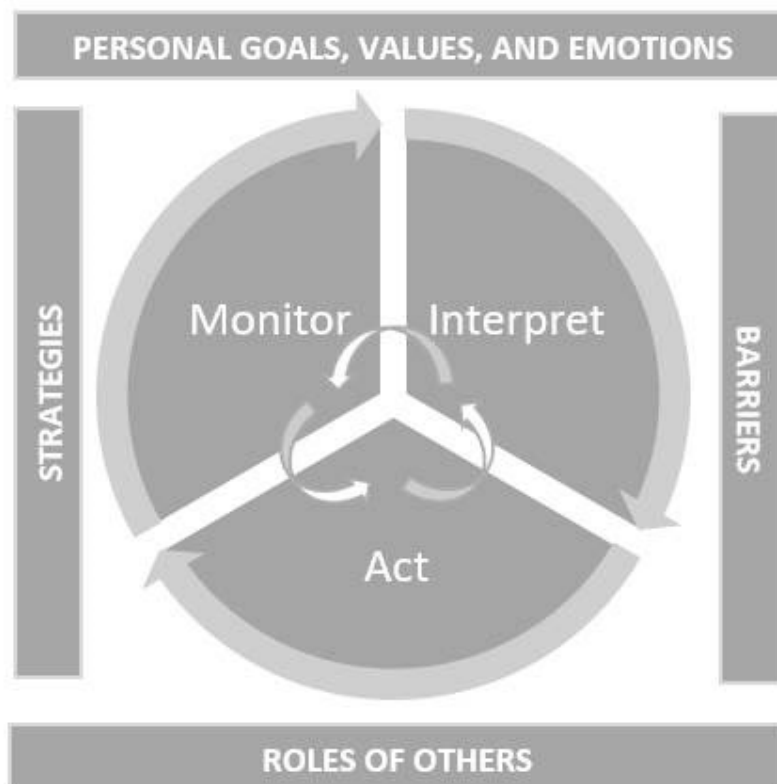 PERSONAL GOALS, VALUES, AND EMOTIONS
STRATEGIES
Monitor
Interpret
BARRIERS
Act
ROLES OF OTHERS